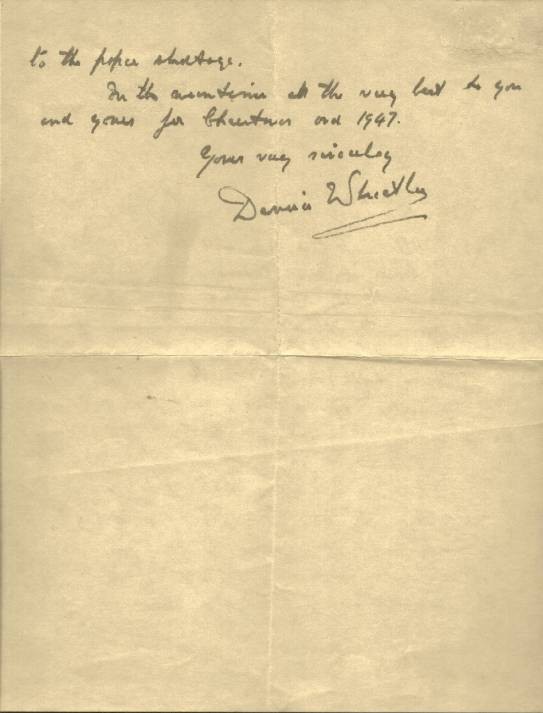 to the paper shortage.
In the meantime all the very best to you
and yours for Christmas and 1947.
Yours very sincerely
Dennis Wheatley